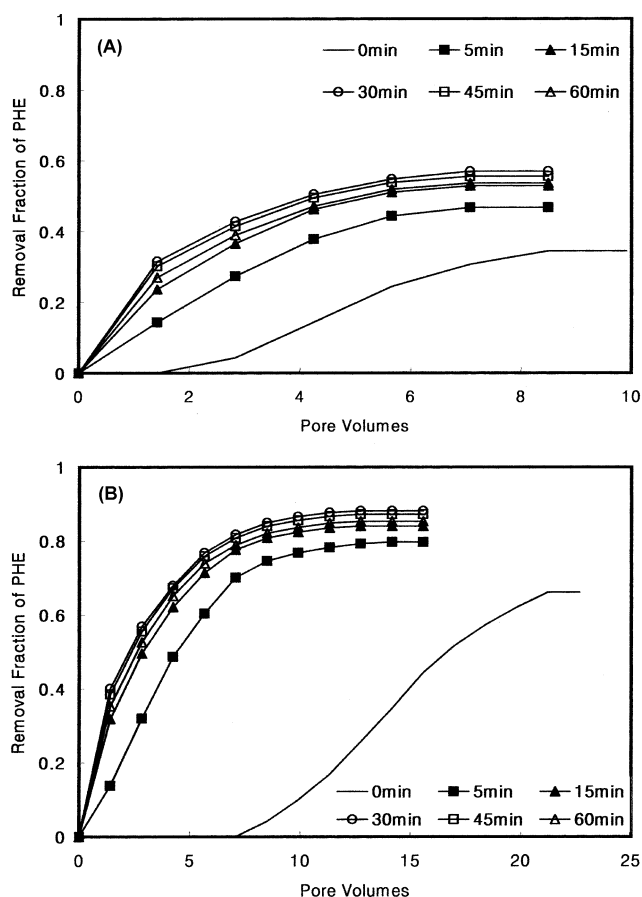 (A)
0min 5min 15min
30min 45min 60min
Removal Fraction of PHE
1
0.8
0.6
0.4
0.2
0
0 2 4 6 8 10
Pore Volumes
(B)
0min 5min 15min
30min 45min 60min
Removal Fraction of PHE
1
0.8
0.6
0.4
0.2
0
0 5 10 15 20 25
Pore Volumes